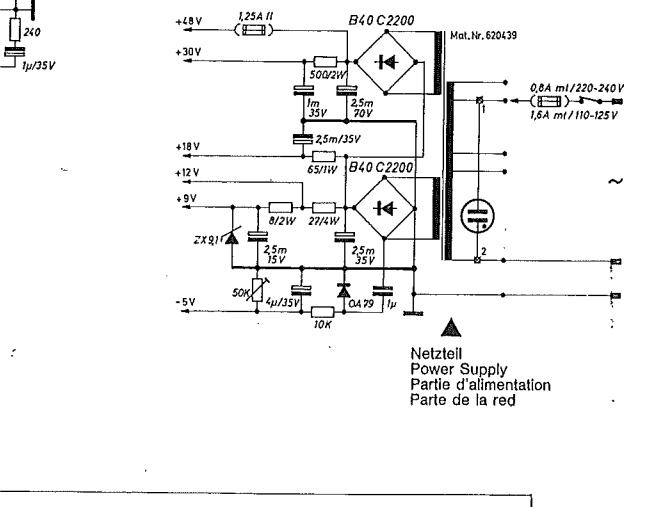 240
1µ/35V
+48V
1,25A fl
B40 C2200
Mat.Nr. 620439
+30V
500/2W
1m
35V
2,5m
70V
0,8A mt/220-240V
1
1,6A mt/110-125V
2,5m/35V
+18V
65/1W
B40 C2200
+12V
+9V
8/2W
27/4W
ZX9,1
2,5m
15V
2,5m
35V
2
50K
4µ/35V
OA79
1µ
-5V
10K
~
Netzteil
Power Supply
Partie d'alimentation
Parte de la red